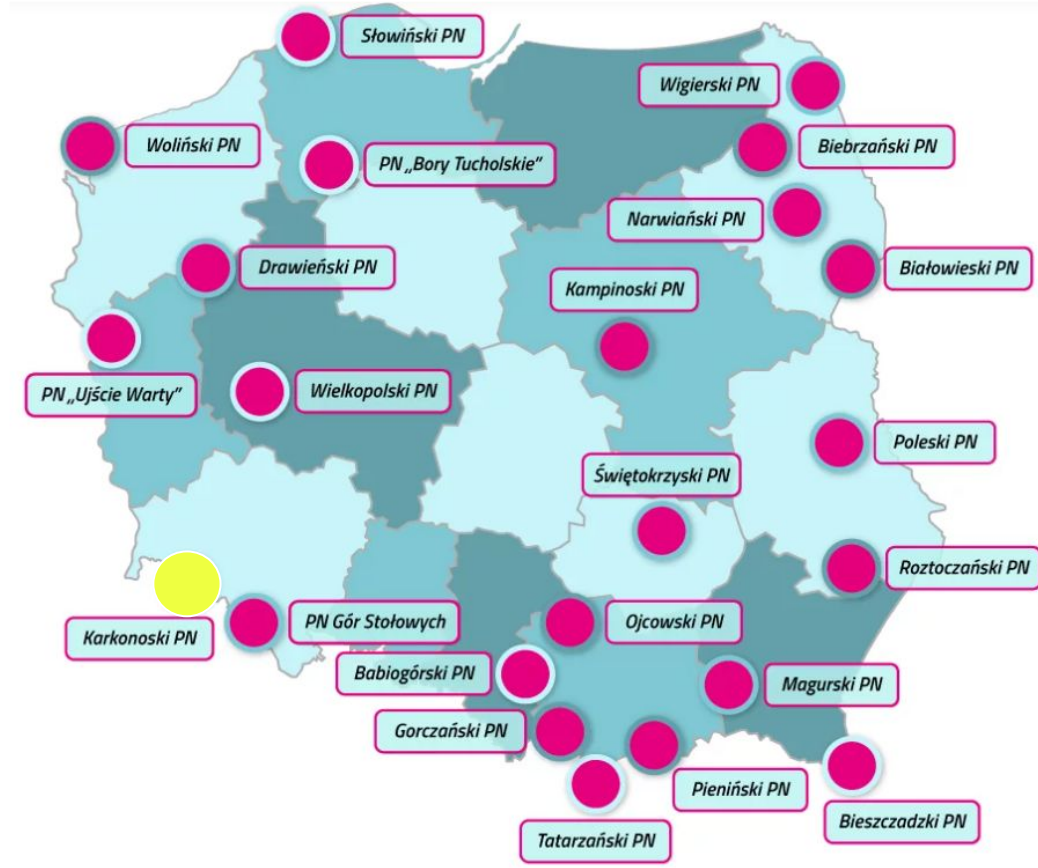 Słowiński PN
Wigierski PN
Woliński PN
PN „Bory Tucholskie”
Biebrzański PN
Narwiański PN
Drawieński PN
Białowieski PN
Kampinoski PN
PN „Ujście Warty”
Wielkopolski PN
Poleski PN
Świętokrzyski PN
Roztoczański PN
Karkonoski PN
PN Gór Stołowych
Ojcowski PN
Babiogórski PN
Magurski PN
Gorczański PN
Pieniński PN
Bieszczadzki PN
Tatarzański PN